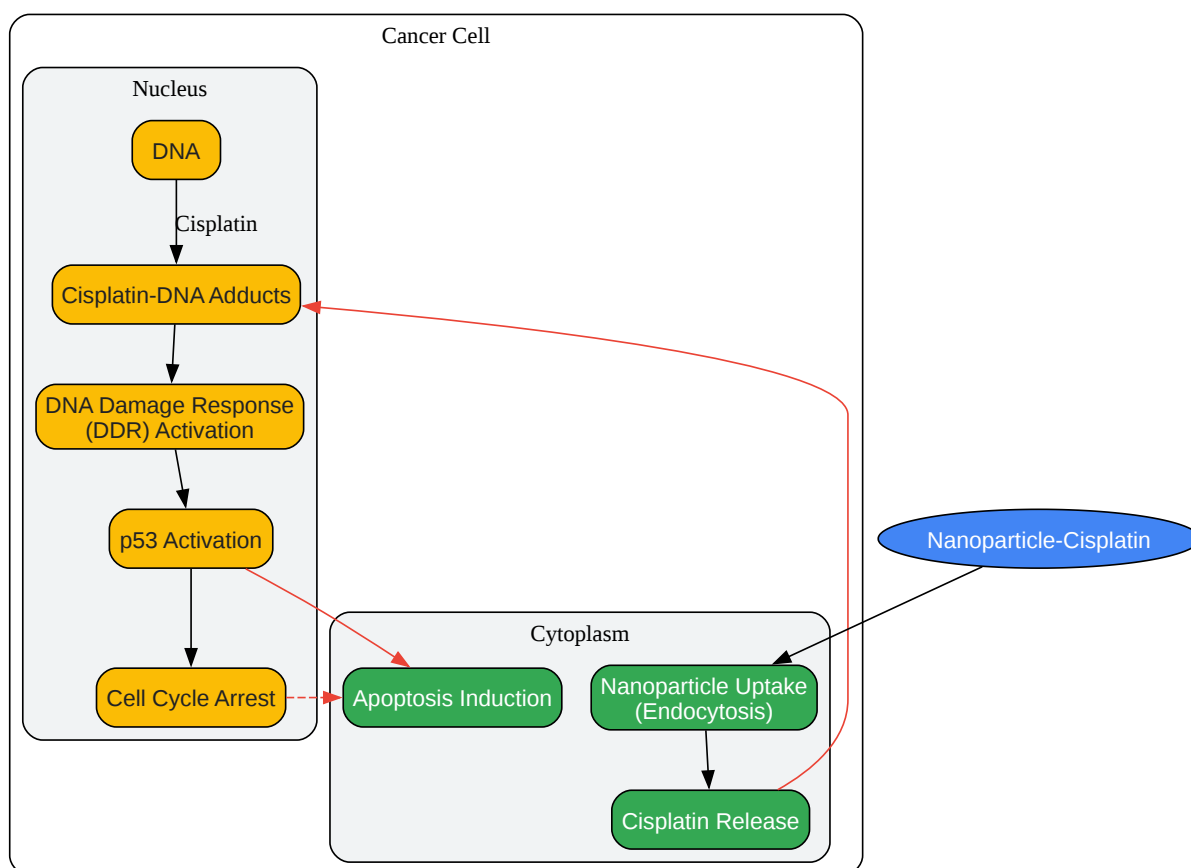 Cancer Cell
Nucleus
DNA
Cisplatin
Cisplatin-DNA Adducts
DNA Damage Response
(DDR) Activation
p53 Activation
Cell Cycle Arrest
Cytoplasm
Apoptosis Induction
Nanoparticle Uptake
(Endocytosis)
Cisplatin Release
Nanoparticle-Cisplatin